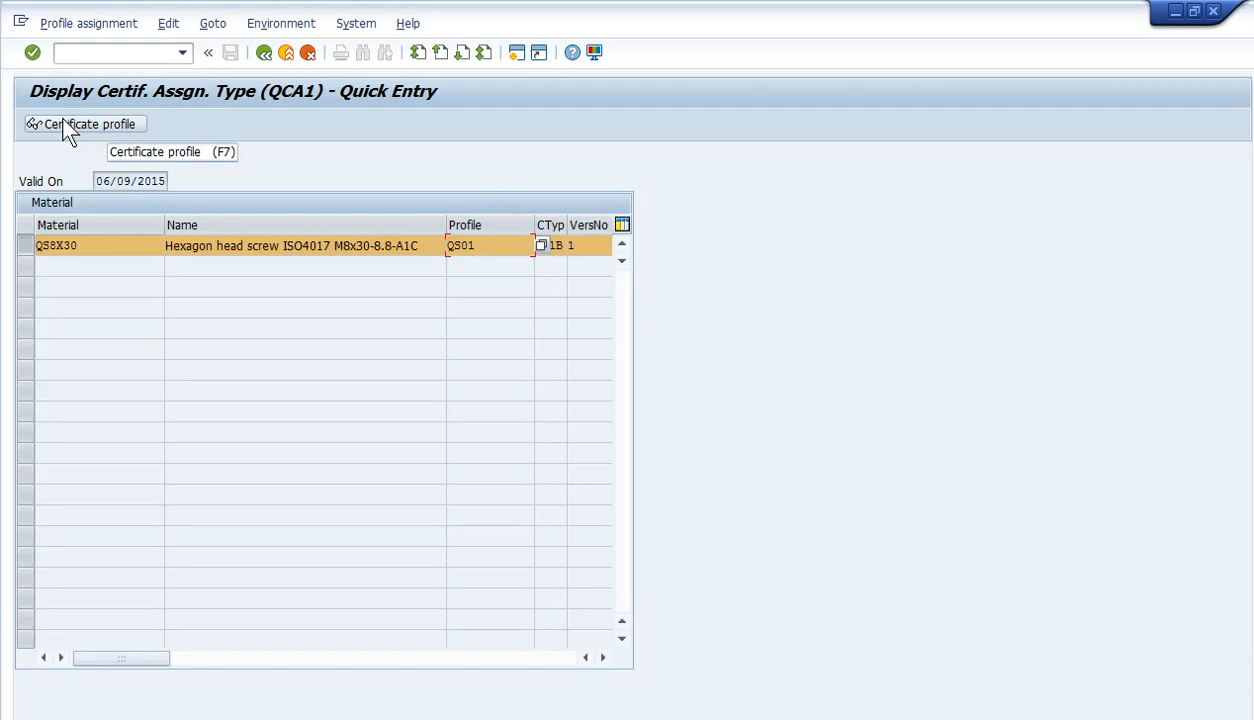 Profile assignment Edit Goto Environment System Help
Display Certif. Assgn. Type (QCA1) - Quick Entry
Certificate profile
Certificate profile (F7)
Valid On 06/09/2015
Material
Material Name Profile CTyp VersNo
QS8X30 Hexagon head screw ISO4017 M8x30-8.8-A1C QS01 1B 1